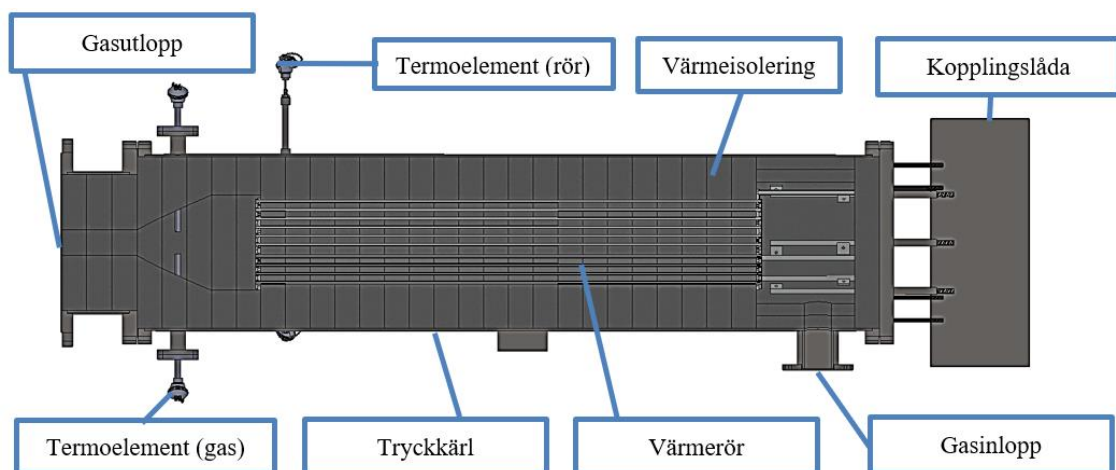 Gasutlopp
Termoelement (rör)
Värmeisolering
Kopplingslåda
Termoelement (gas)
Tryckkärl
Värmerör
Gasinlopp